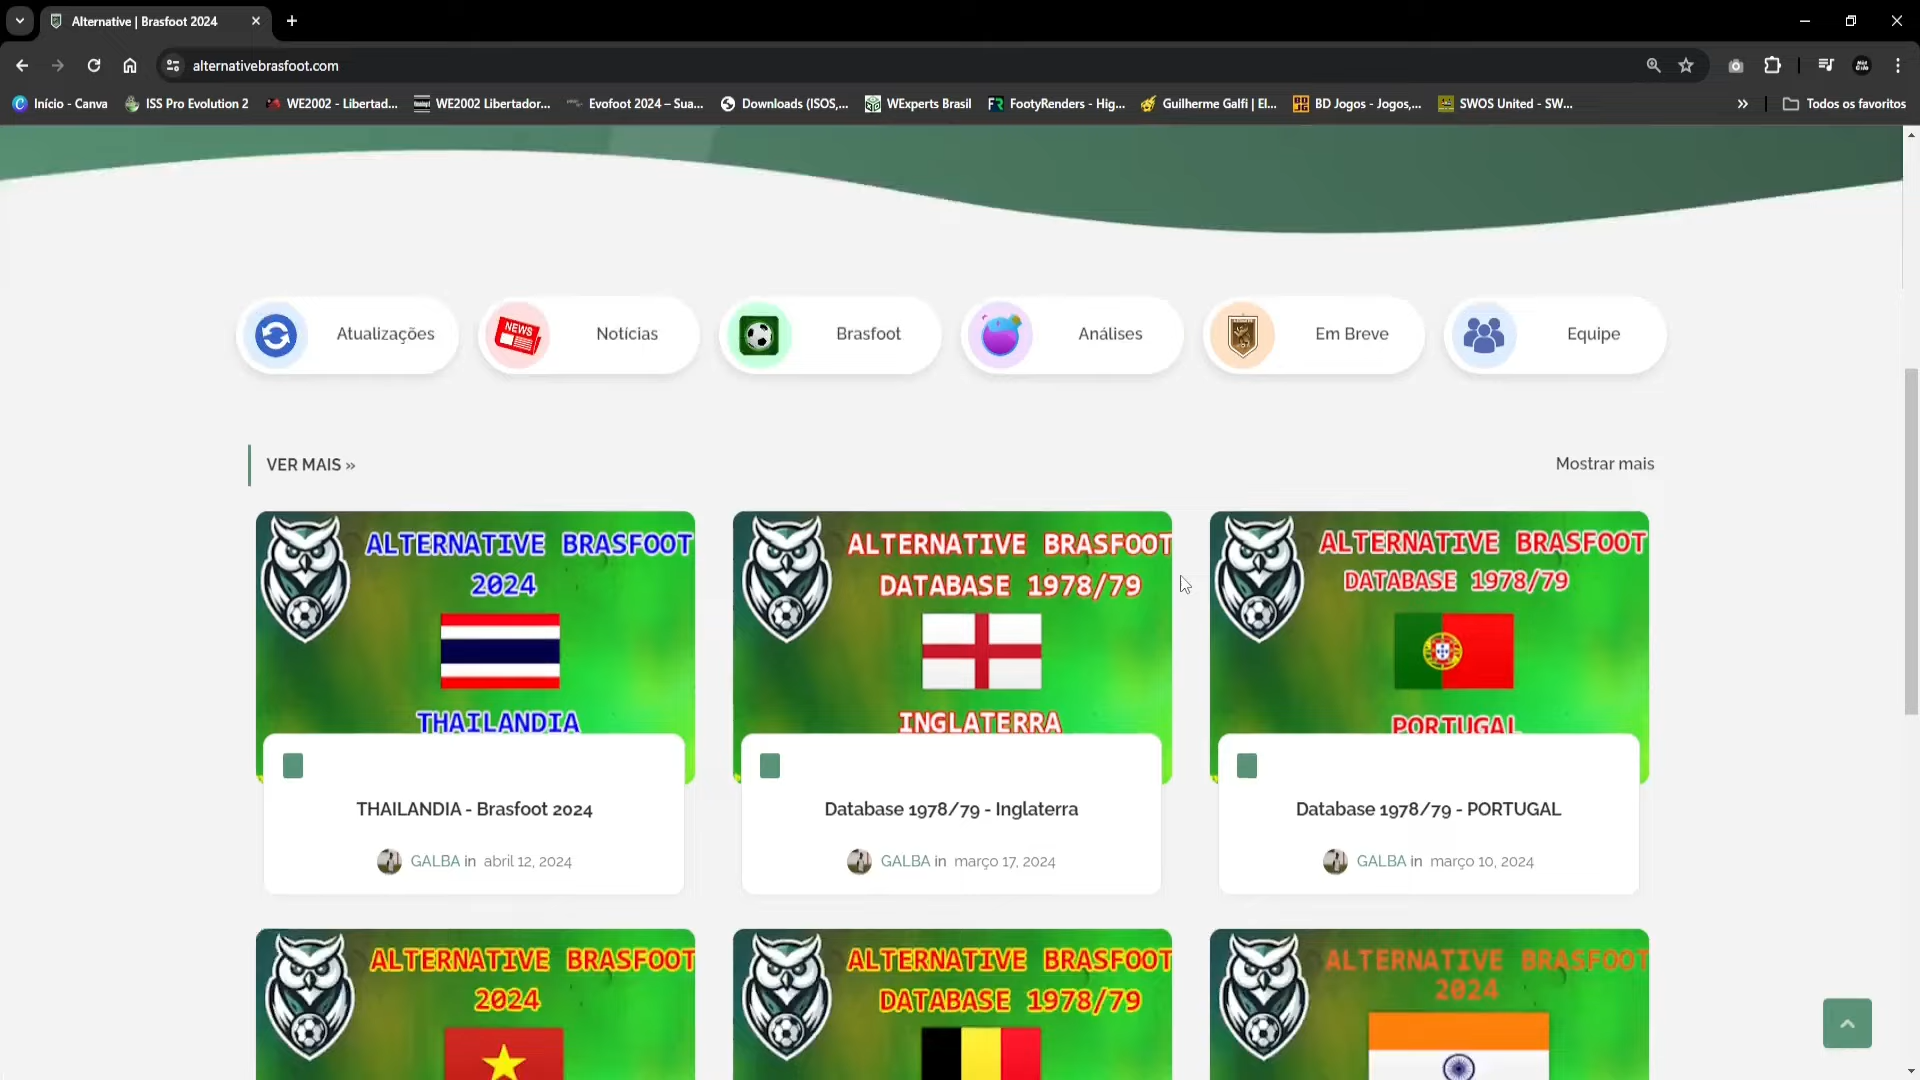 Alternative | Brasfoot 2024
alternativebrasfoot.com
Início - Canva
ISS Pro Evolution 2
WE2002 - Libertad...
WE2002 Libertador...
Evofoot 2024 – Sua...
Downloads (ISOS,...
WExperts Brasil
FootyRenders - Hig...
Guilherme Galfi | El...
BD Jogos - Jogos,...
SWOS United - SW...
»
Todos os favoritos
Atualizações
NEWS
Notícias
Brasfoot
Análises
Em Breve
Equipe
VER MAIS »
Mostrar mais
ALTERNATIVE BRASFOOT
2024
THAILANDIA
THAILANDIA - Brasfoot 2024
GALBA in abril 12, 2024
ALTERNATIVE BRASFOOT
DATABASE 1978/79
INGLATERRA
Database 1978/79 - Inglaterra
GALBA in março 17, 2024
ALTERNATIVE BRASFOOT
DATABASE 1978/79
PORTUGAL
Database 1978/79 - PORTUGAL
GALBA in março 10, 2024
ALTERNATIVE BRASFOOT
2024
ALTERNATIVE BRASFOOT
DATABASE 1978/79
ALTERNATIVE BRASFOOT
2024